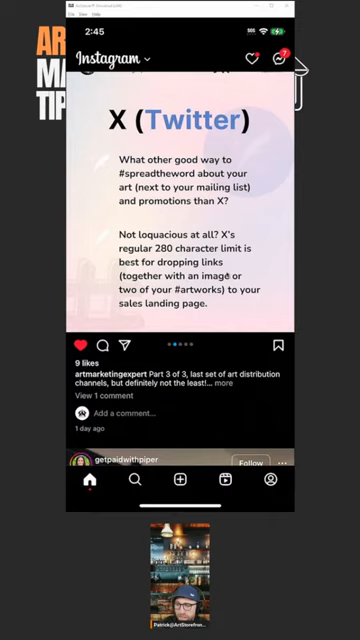 2:45
SOS
Instagram
7
AR
MA
TIP
X (Twitter)
What other good way to
#spreadtheword about your
art (next to your mailing list)
and promotions than X?
Not loquacious at all? X's
regular 280 character limit is
best for dropping links
(together with an image or
two of your #artworks) to your
sales landing page.
9 likes
artmarketingexpert Part 3 of 3, last set of art distribution
channels, but definitely not the least!... more
View 1 comment
Add a comment...
1 day ago
getpaidwithpiper
Follow
Patrick@ArtStorefron...